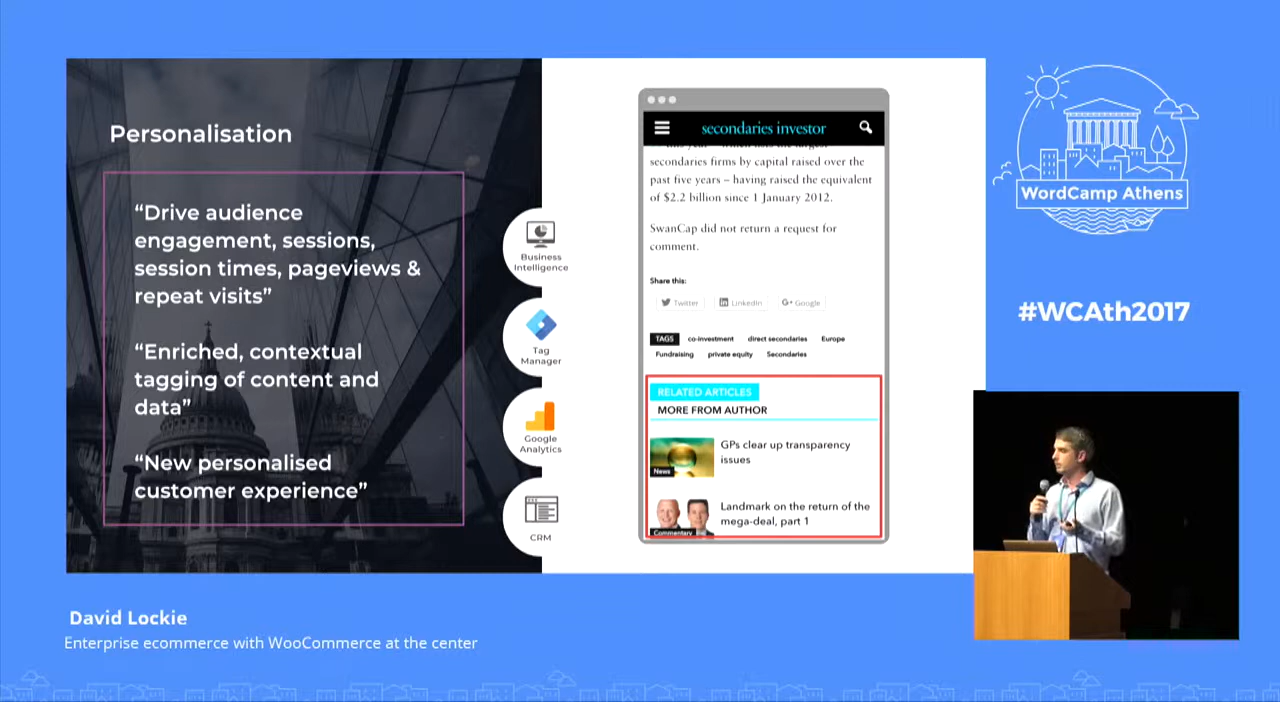 Personalisation
“Drive audience
engagement, sessions,
session times, pageviews &
repeat visits”
“Enriched, contextual
tagging of content and
data”
“New personalised
customer experience”
Business
Intelligence
Tag
Manager
Google
Analytics
CRM
secondaries investor
secondaries firms by capital raised over the
past five years – having raised the equivalent
of $2.2 billion since 1 January 2012.
SwanCap did not return a request for
comment.
Share this:
Twitter
LinkedIn
G+ Google
TAGS co-investment direct secondaries Europe
Fundraising private equity Secondaries
RELATED ARTICLES
MORE FROM AUTHOR
GPs clear up transparency
issues
News
Landmark on the return of the
mega-deal, part 1
Commentary
WordCamp Athens
#WCAth2017
David Lockie
Enterprise ecommerce with WooCommerce at the center